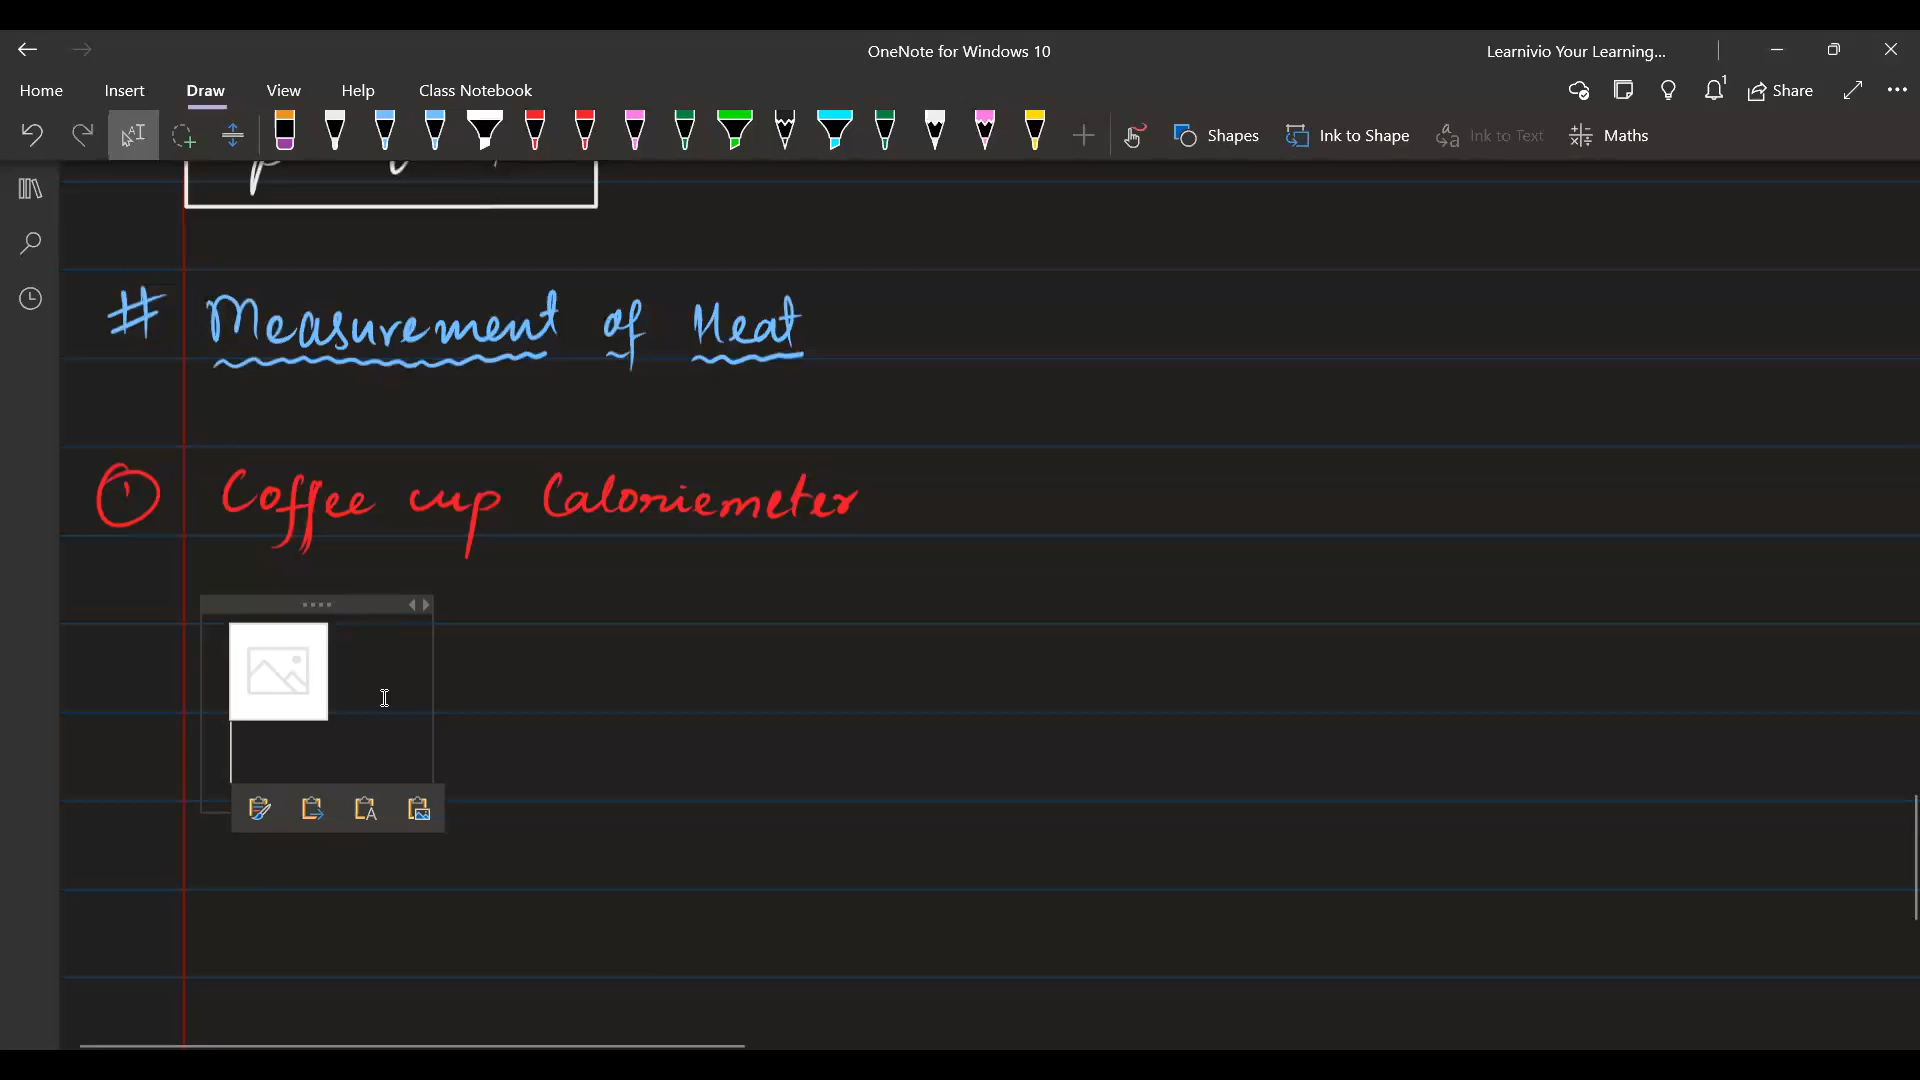 OneNote for Windows 10
Learnivio Your Learning...
Home Insert Draw View Help Class Notebook
1
Share
Shapes
Ink to Shape
Ink to Text
Maths
# Measurement of Heat
① Coffee cup Caloriemeter